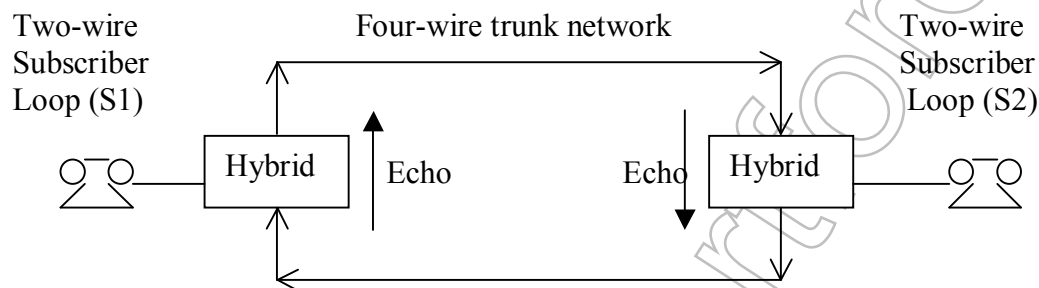 Two-wire
Subscriber
Loop (S1)
Four-wire trunk network
Two-wire
Subscriber
Loop (S2)
Hybrid
Echo
Echo
Hybrid